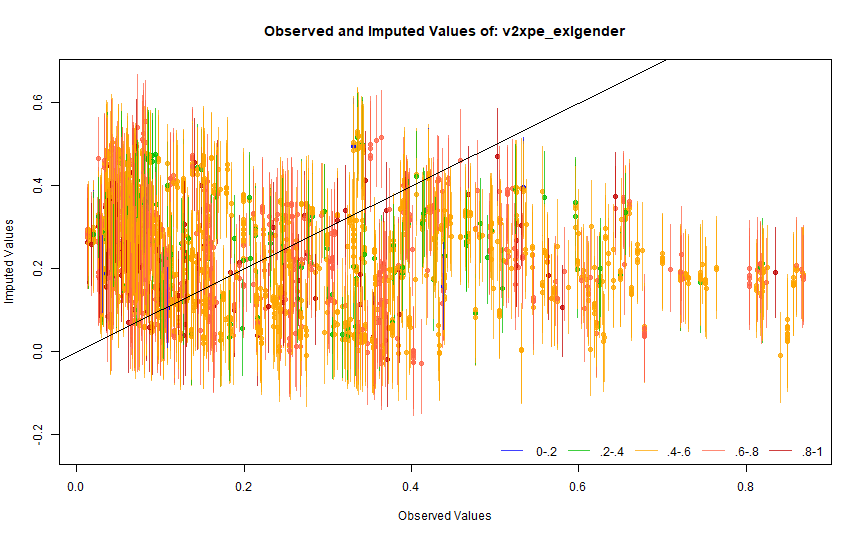 Observed and Imputed Values of: v2xpe_exlgender
Imputed Values
0.6
0.4
0.2
0.0
-0.2
0-.2 .2-.4 .4-.6 .6-.8 .8-1
0.0 0.2 0.4 0.6 0.8
Observed Values